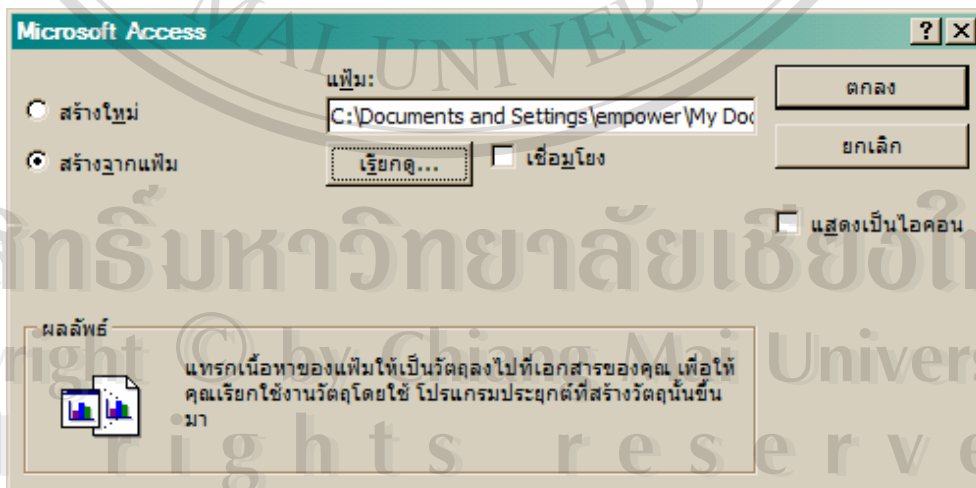 Microsoft Access
แฟ้ม:
สร้างใหม่
C:\Documents and Settings\empower\My Doc
ตกลง
สร้างจากแฟ้ม
เรียกดู...
เชื่อมโยง
ยกเลิก
แสดงเป็นไอคอน
ผลลัพธ์
แทรกเนื้อหาของแฟ้มให้เป็นวัตถุลงไปที่เอกสารของคุณ เพื่อให้
คุณเรียกใช้งานวัตถุโดยใช้ โปรแกรมประยุกต์ที่สร้างวัตถุนั้นขึ้น
มา
MAI UNIVERS
สิทธิ์มหาวิทยาลัยเชียงใ
right © by Chiang Mai Univers
rights reserve